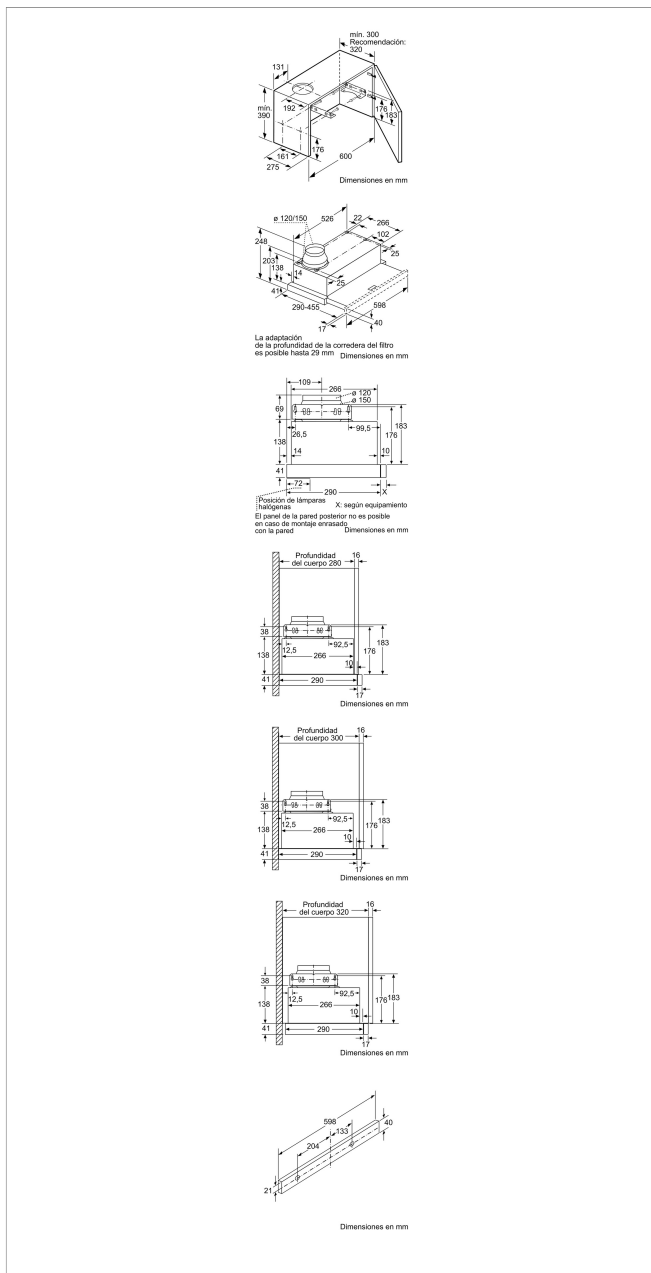 mín. 300
Recomendación:
320
131
192
mín.
390
176
183
176
161
275
600
Dimensiones en mm
ø 120/150
526
22
266
102
248
203
138
14
25
25
41
290-455
598
17
40
La adaptación
de la profundidad de la corredera del filtro
es posible hasta 29 mm
Dimensiones en mm
109
266
ø 120
ø 150
69
183
176
26,5
99,5
138
14
10
41
72
290
X
Posición de lámparas
halógenas
X: según equipamiento
El panel de la pared posterior no es posible
en caso de montaje enrasado
con la pared
Dimensiones en mm
Profundidad
del cuerpo 280
16
38
12,5
92,5
183
176
138
266
10
41
290
17
Dimensiones en mm
Profundidad
del cuerpo 300
16
38
12,5
92,5
183
176
138
266
10
41
290
17
Dimensiones en mm
Profundidad
del cuerpo 320
16
38
12,5
92,5
176
183
138
266
10
41
290
17
Dimensiones en mm
598
133
40
204
21
Dimensiones en mm